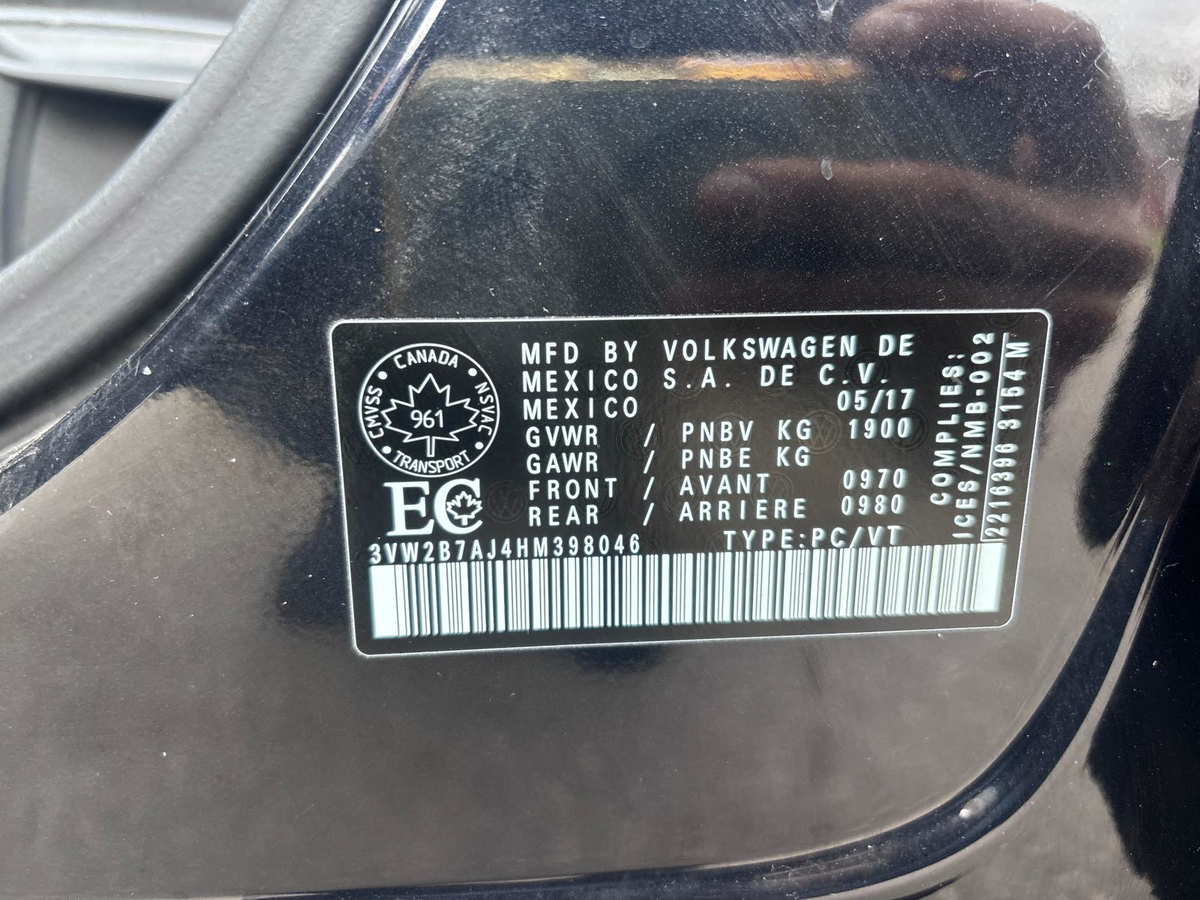 CANADA
CMVSS • NSVAC
961
TRANSPORT
EC
MFD BY VOLKSWAGEN DE
MEXICO S.A. DE C.V.
MEXICO 05/17
GVWR / PNBV KG 1900
GAWR / PNBE KG
FRONT / AVANT 0970
REAR / ARRIERE 0980
3VW2B7AJ4HM398046 TYPE:PC/VT
COMPLIES:
ICES/NMB-002
2216396 3154 M